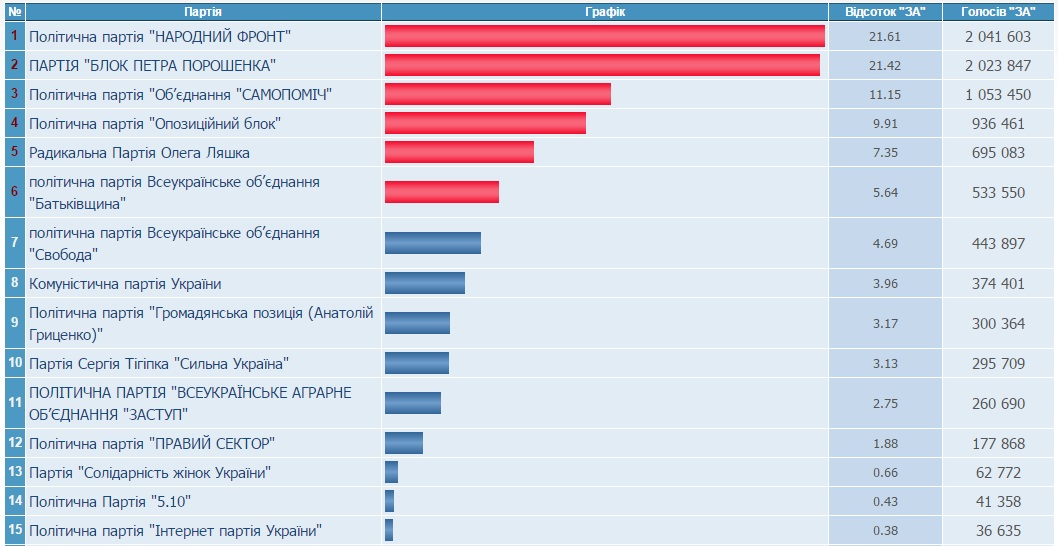 № Партія Графік Відсоток "ЗА" Голосів "ЗА"
1 Політична партія "НАРОДНИЙ ФРОНТ" 21.61 2 041 603
2 ПАРТІЯ "БЛОК ПЕТРА ПОРОШЕНКА" 21.42 2 023 847
3 Політична партія "Об’єднання "САМОПОМІЧ" 11.15 1 053 450
4 Політична партія "Опозиційний блок" 9.91 936 461
5 Радикальна Партія Олега Ляшка 7.35 695 083
6 політична партія Всеукраїнське об’єднання
"Батьківщина" 5.64 533 550
7 політична партія Всеукраїнське об’єднання
"Свобода" 4.69 443 897
8 Комуністична партія України 3.96 374 401
9 Політична партія "Громадянська позиція (Анатолій
Гриценко)" 3.17 300 364
10 Партія Сергія Тігіпка "Сильна Україна" 3.13 295 709
11 ПОЛІТИЧНА ПАРТІЯ "ВСЕУКРАЇНСЬКЕ АГРАРНЕ
ОБ’ЄДНАННЯ "ЗАСТУП" 2.75 260 690
12 Політична партія "ПРАВИЙ СЕКТОР" 1.88 177 868
13 Партія "Солідарність жінок України" 0.66 62 772
14 Політична Партія "5.10" 0.43 41 358
15 Політична партія "Інтернет партія України" 0.38 36 635